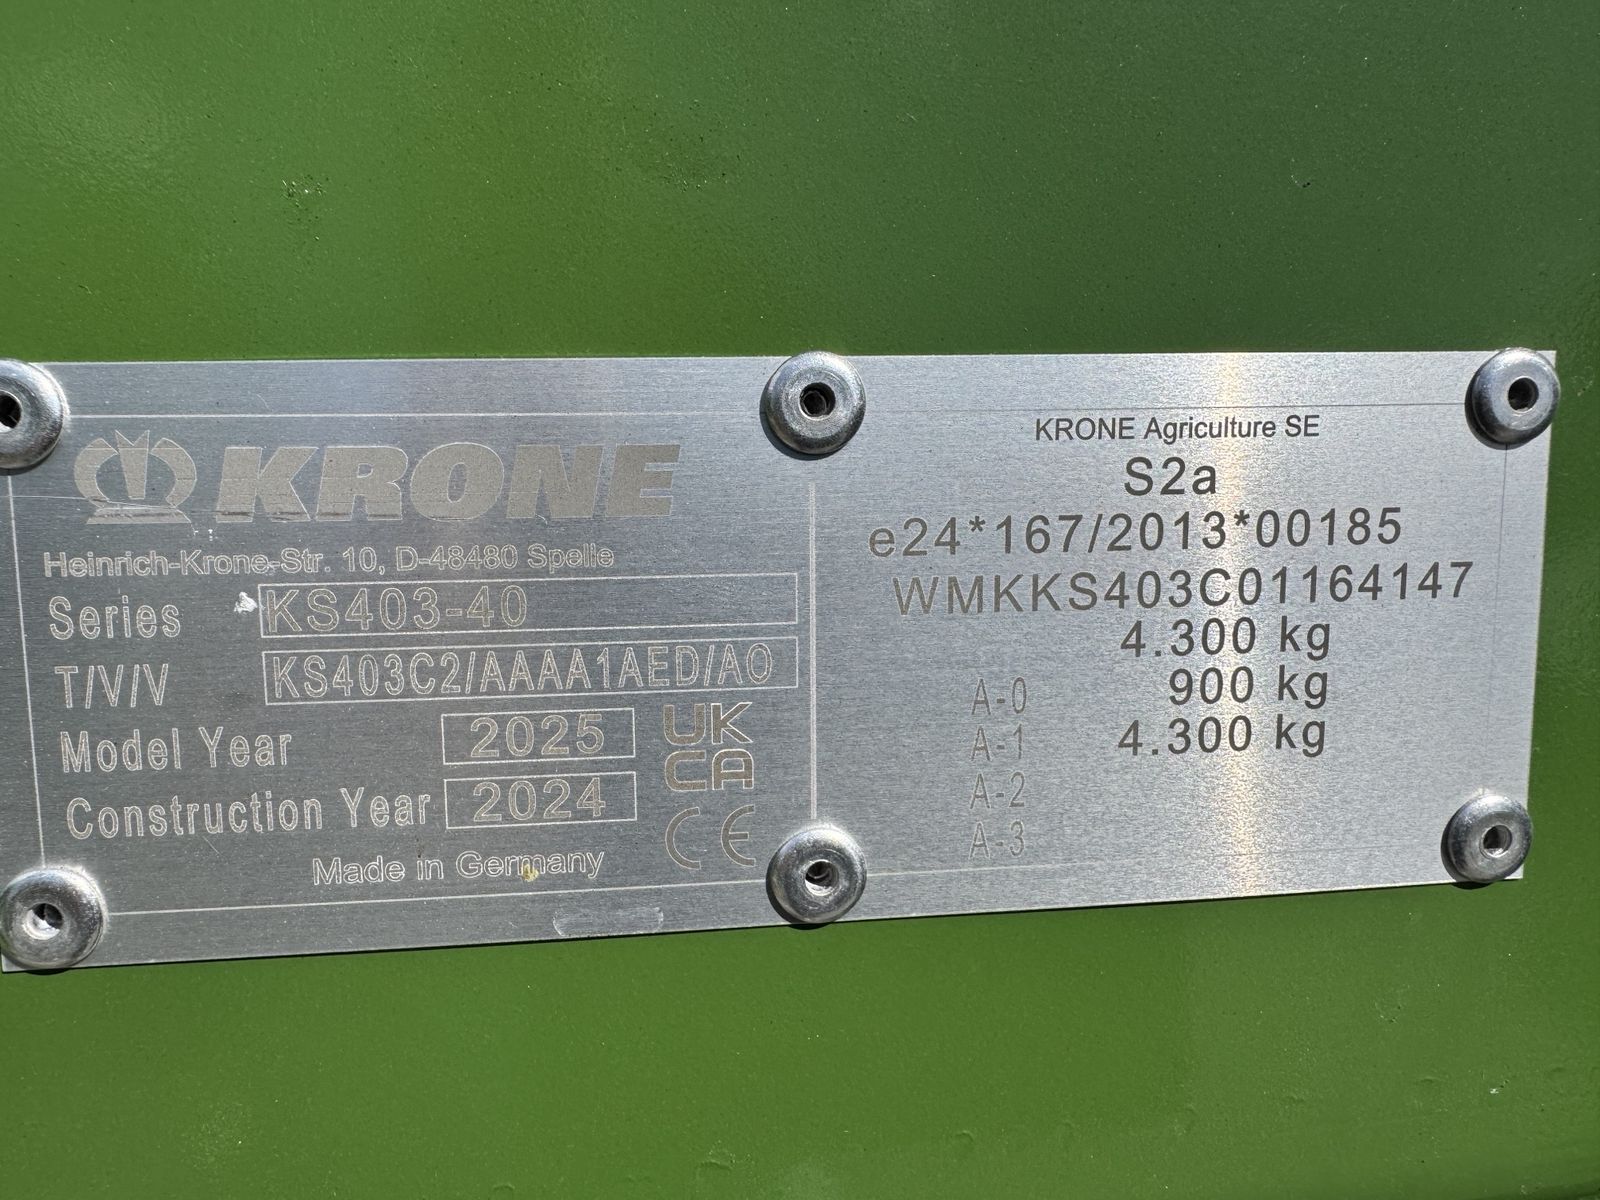 KRONE
Heinrich-Krone-Str. 10, D-48480 Spelle
Series KS403-40
T/V/V KS403C2/AAAA1AED/AO
Model Year 2025
Construction Year 2024
UK
CA
CE
Made in Germany
KRONE Agriculture SE
S2a
e24*167/2013*00185
WMKKS403C01164147
4.300 kg
A-0 900 kg
A-1 4.300 kg
A-2
A-3